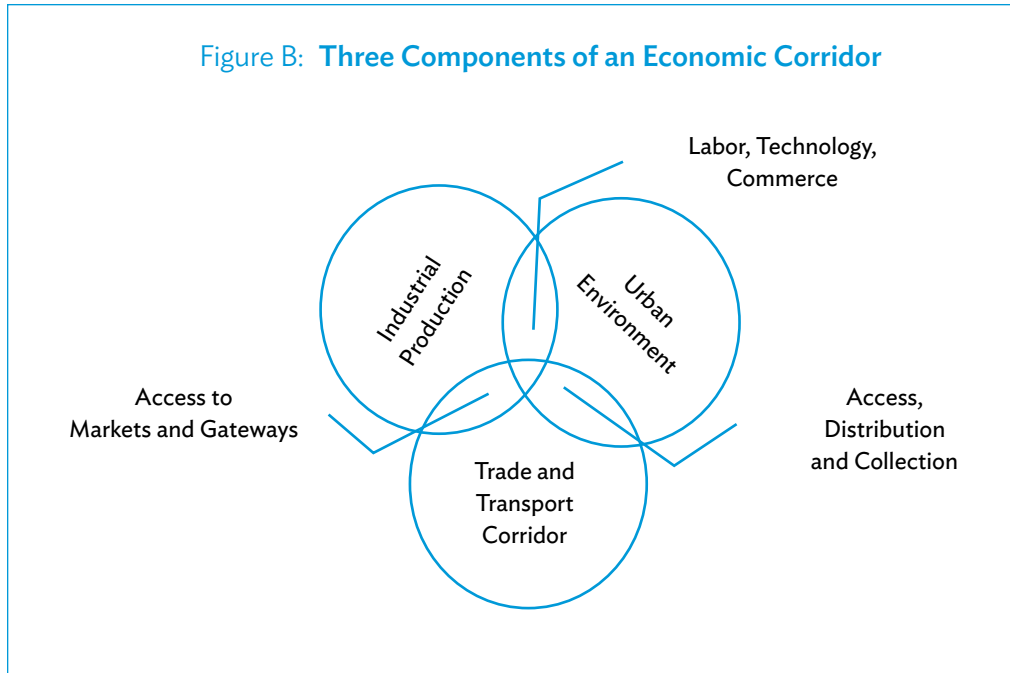 Figure B: Three Components of an Economic Corridor
Labor, Technology,
Commerce
Industrial
Production
Urban
Environment
Access to
Markets and Gateways
Access,
Distribution
and Collection
Trade and
Transport
Corridor